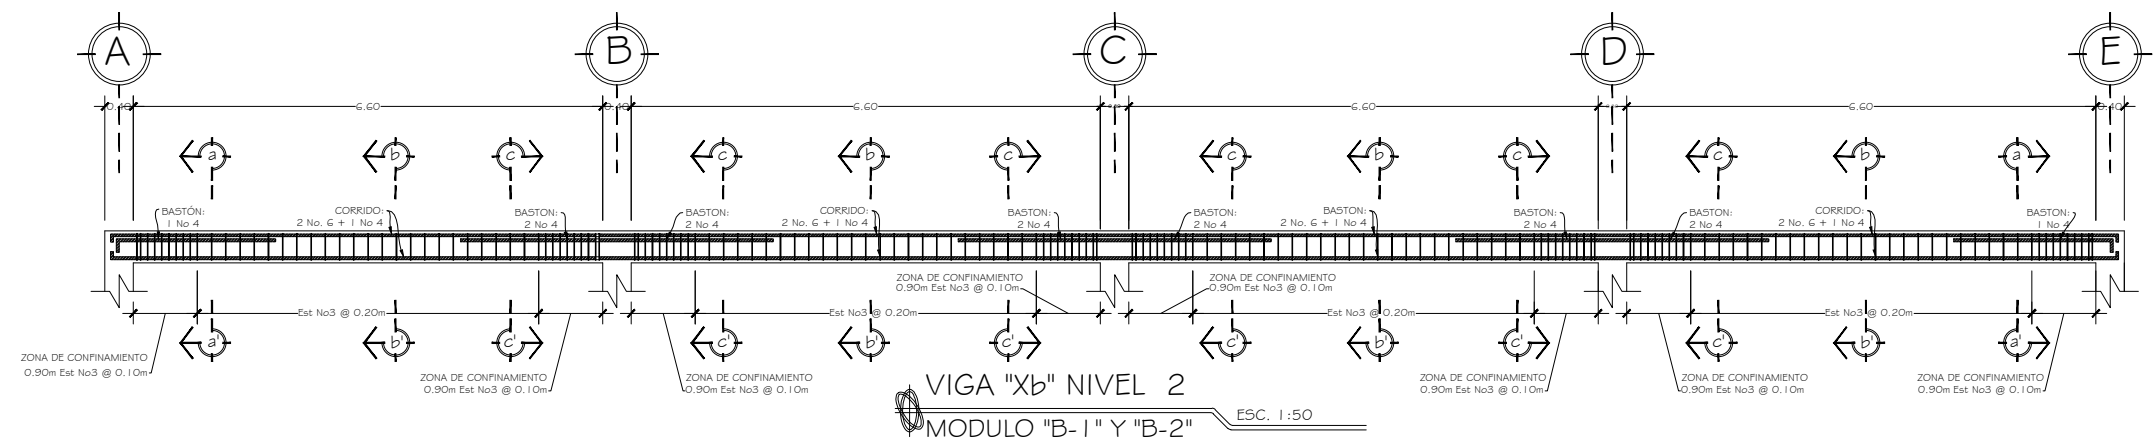 A B C D E
0.40 6.60 0.40 6.60 6.60 6.60 0.40
a b c c b c c b c c b a
BASTÓN:
1 No 4
CORRIDO:
2 No. 6 + 1 No 4
BASTON:
2 No 4
BASTON:
2 No 4
CORRIDO:
2 No. 6 + 1 No 4
BASTON:
2 No 4
BASTON:
2 No 4
BASTON:
2 No. 6 + 1 No 4
BASTON:
2 No 4
BASTON:
2 No 4
CORRIDO:
2 No. 6 + 1 No 4
BASTON:
1 No 4
ZONA DE CONFINAMIENTO
0.90m Est No3 @ 0.10m
ZONA DE CONFINAMIENTO
0.90m Est No3 @ 0.10m
Est No3 @ 0.20m
Est No3 @ 0.20m
Est No3 @ 0.20m
Est No3 @ 0.20m
a' b' c' c' b' c' c' b' c' c' b' a'
ZONA DE CONFINAMIENTO
0.90m Est No3 @ 0.10m
ZONA DE CONFINAMIENTO
0.90m Est No3 @ 0.10m
ZONA DE CONFINAMIENTO
0.90m Est No3 @ 0.10m
ZONA DE CONFINAMIENTO
0.90m Est No3 @ 0.10m
ZONA DE CONFINAMIENTO
0.90m Est No3 @ 0.10m
ZONA DE CONFINAMIENTO
0.90m Est No3 @ 0.10m
VIGA "Xb" NIVEL 2
ESC. 1:50
MODULO "B-1" Y "B-2"